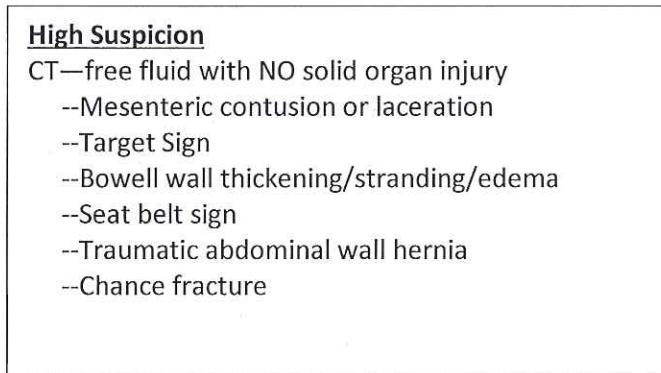 High Suspicion
CT—free fluid with NO solid organ injury
--Mesenteric contusion or laceration
--Target Sign
--Bowell wall thickening/stranding/edema
--Seat belt sign
--Traumatic abdominal wall hernia
--Chance fracture